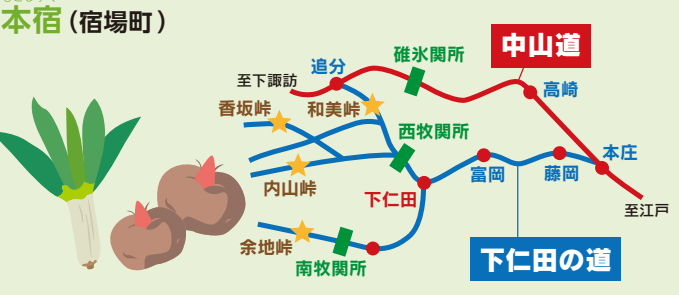 本宿(宿場町)
中山道
碓氷関所
追分
至下諏訪
高崎
香坂峠
和美峠
西牧関所
本庄
富岡
藤岡
内山峠
下仁田
至江戸
余地峠
南牧関所
下仁田の道